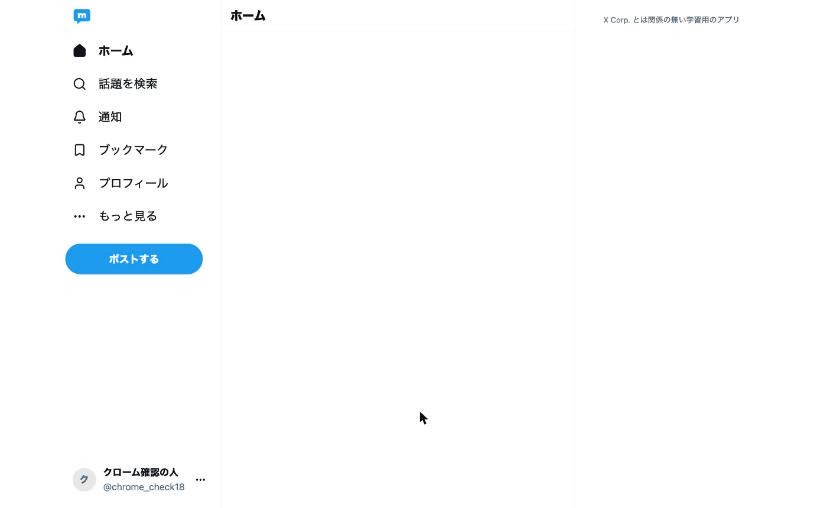 m
ホーム
話題を検索
通知
ブックマーク
プロフィール
もっと見る
ポストする
ク
クローム確認の人
@chrome_check18
ホーム
X Corp. とは関係の無い学習用のアプリ